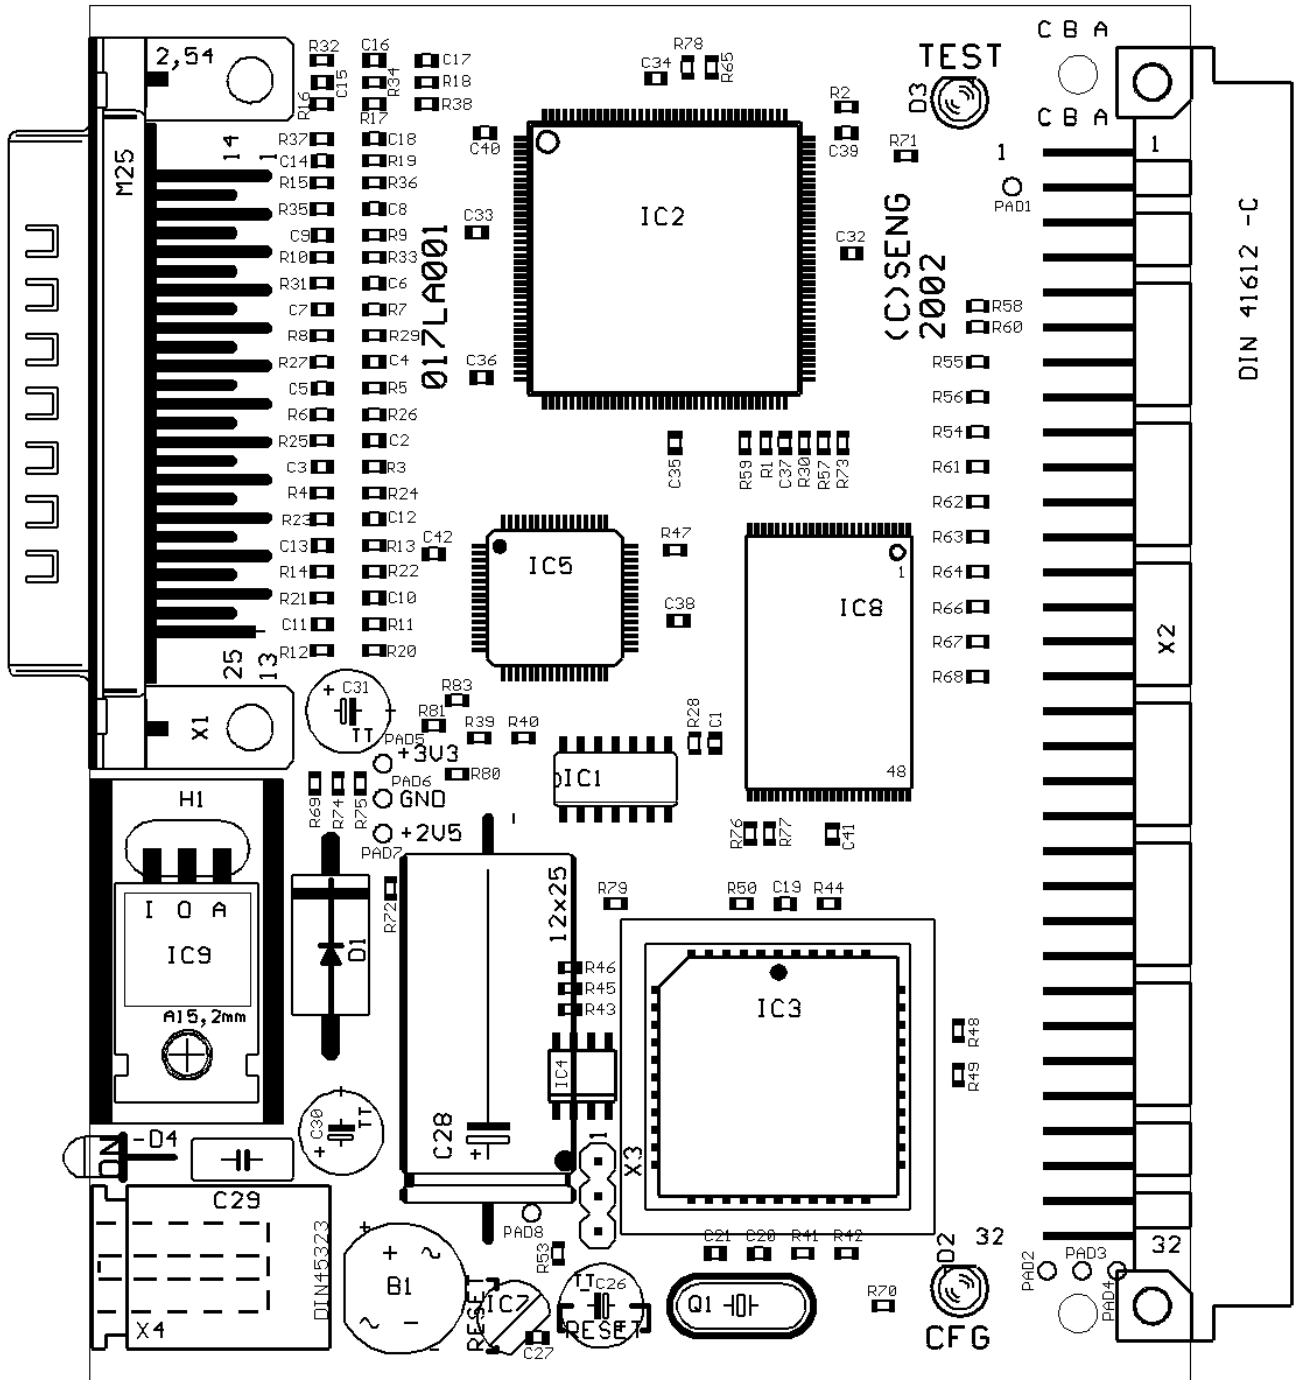 C B A
TEST
2,54
R32
C16
C17
C15
R34
R18
R16
R17
R38
R78
R65
C34
R2
C39
D3
C B A
R71
1
1
PAD1
C40
M25
14
1
R37
C18
C14
R19
R15
R36
R35
C8
C9
R9
R10
R33
R31
C6
C7
R7
R8
R29
R27
C4
C5
R5
R6
R26
R25
C2
C3
R3
R4
R24
R23
C12
C13
R13
R14
R22
R21
C10
C11
R11
R12
R20
25
13
X1
017LA001
C33
C36
IC2
C32
(C)SENG
2002
DIN 41612 -C
R58
R60
R55
R56
R54
R61
R62
R63
R64
R66
R67
R68
X2
C35
R59
R1
C37
R30
R57
R73
C42
IC5
R47
C38
1
IC8
48
+
C31
TT
R83
R81
R39
R40
R28
C1
PAD5
+3V3
R80
PAD6
GND
+2V5
PAD7
IC1
R76
R77
C41
H1
R69
R74
R75
I O A
IC9
A15,2mm
D1
R72
-
12x25
C28
+
R79
R50
C19
R44
R46
R45
R43
IC4
IC3
R48
R49
C30
TT
+
-D4
ON
C29
DIN45323
X4
1
X3
PAD8
R53
+
+
~
B1
~
-
-
RESET
IC7
C27
TT
C26
RESET
+
C21
C20
R41
R42
Q1
R70
D2
CFG
32
32
PAD2
PAD3
PAD4